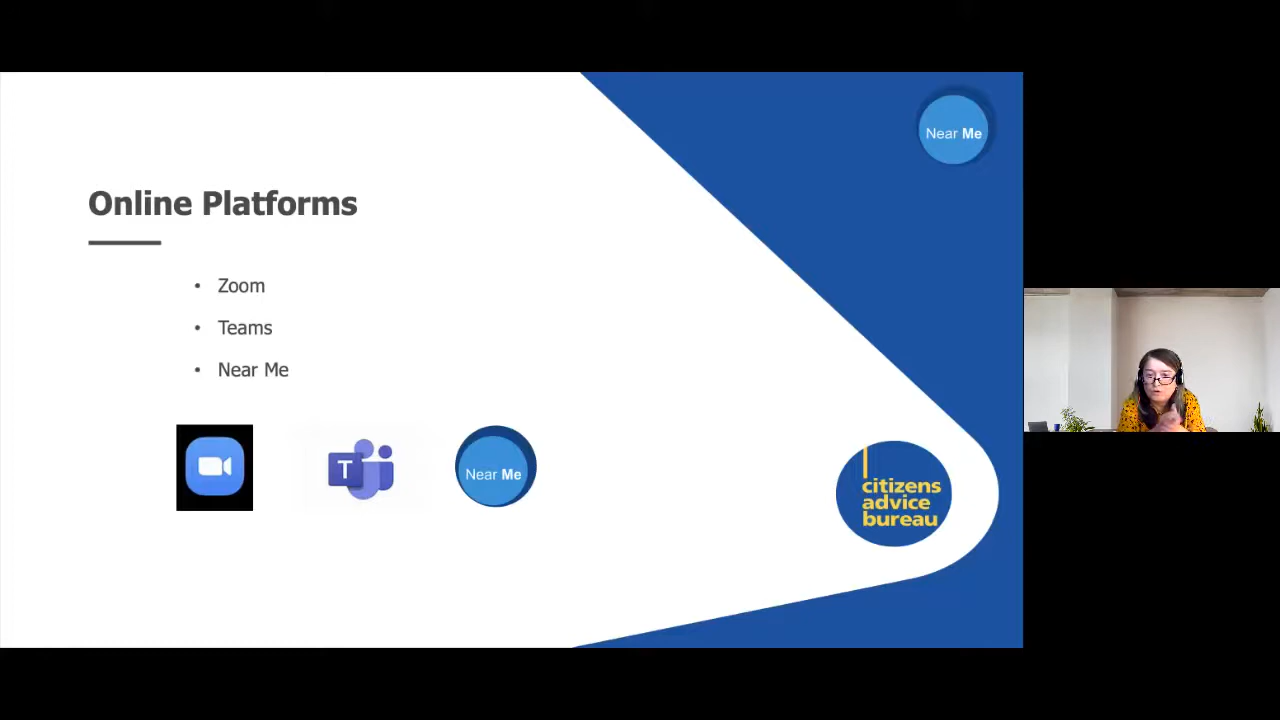 Near Me
Online Platforms
• Zoom
• Teams
• Near Me
T
Near Me
citizens
advice
bureau